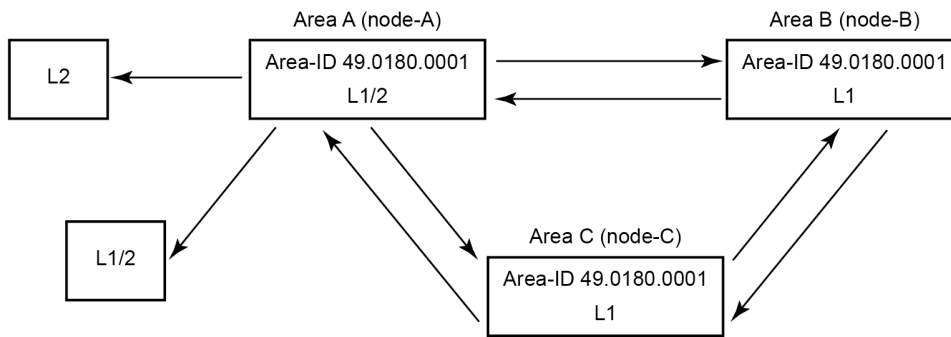 Area A (node-A)
Area-ID 49.0180.0001
L1/2
Area B (node-B)
Area-ID 49.0180.0001
L1
L2
L1/2
Area C (node-C)
Area-ID 49.0180.0001
L1